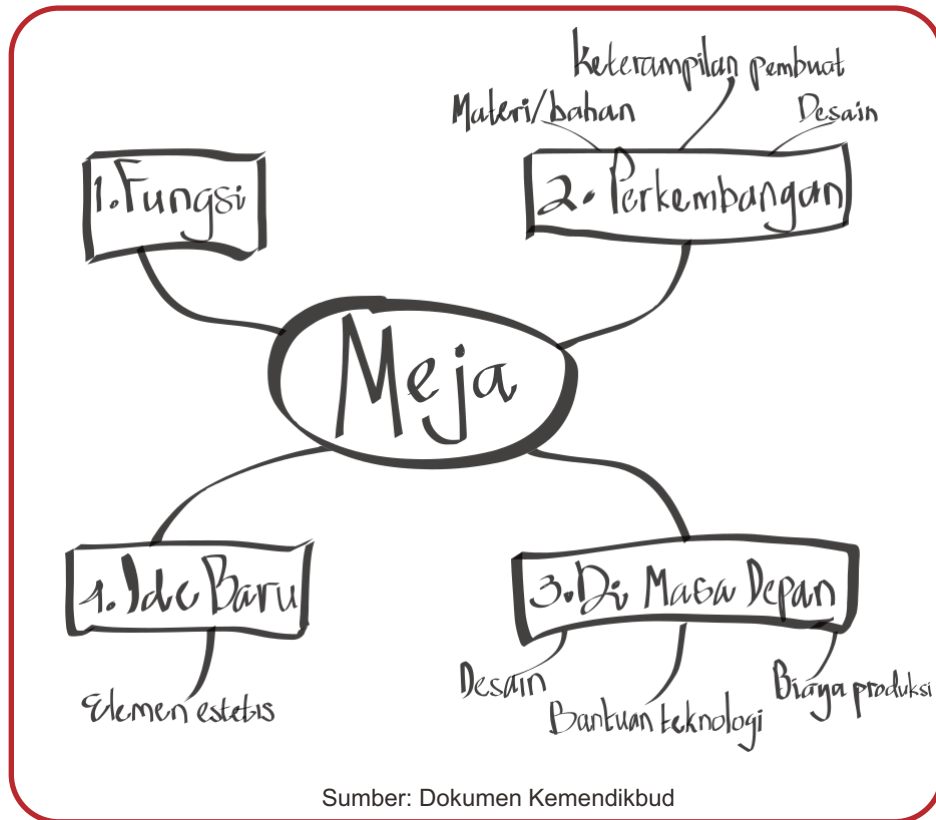 Keterampilan pembuat
Materi/bahan
Desain
1. Fungsi
2. Perkembangan
Meja
1. Ide Baru
3. Di Masa Depan
Elemen estetis
Desain
Bantuan teknologi
Biaya produksi
Sumber: Dokumen Kemendikbud